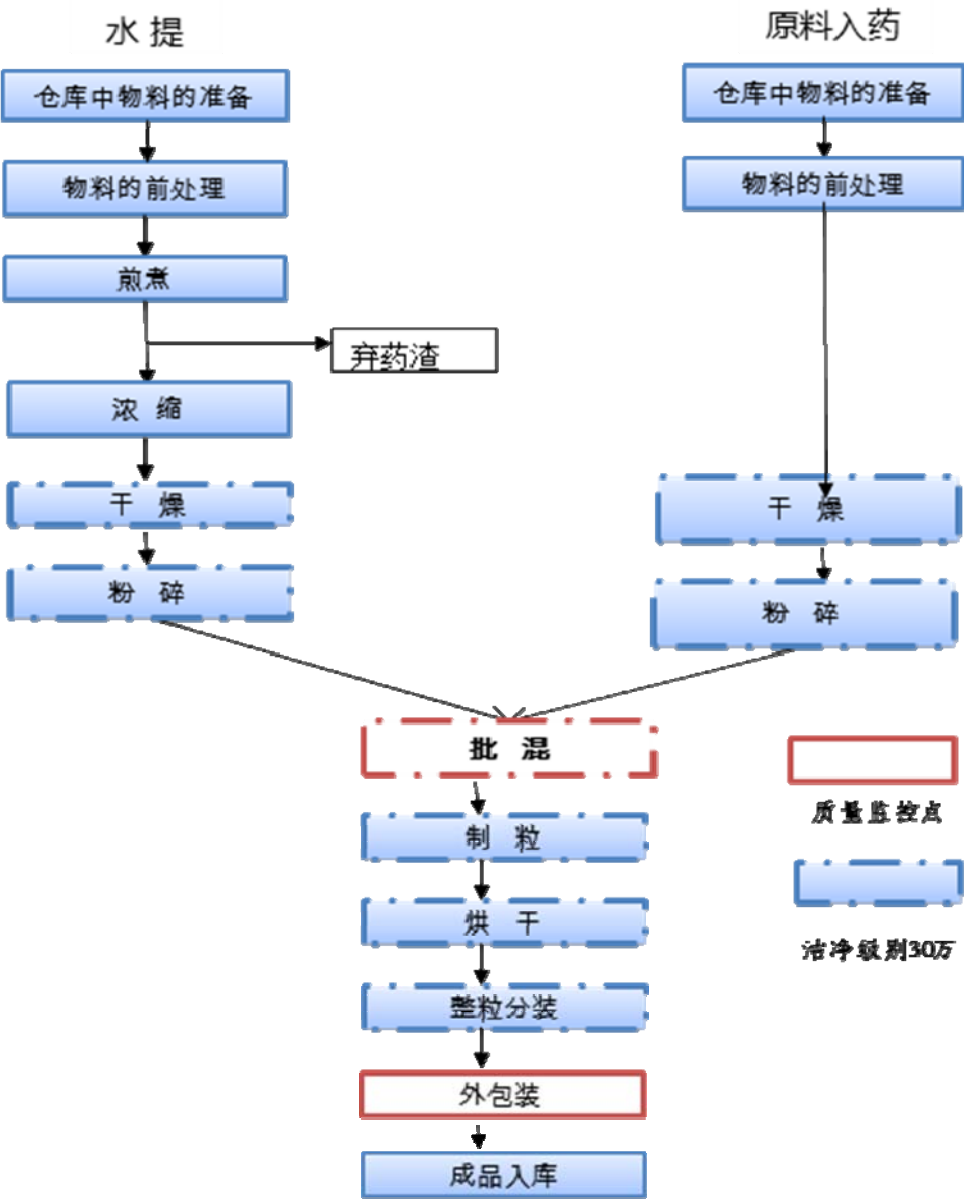 水 提
仓库中物料的准备
物料的前处理
煎煮
弃药渣
浓 缩
干 燥
粉 碎
原料入药
仓库中物料的准备
物料的前处理
干 燥
粉 碎
批 混
制 粒
烘 干
整粒分装
外包装
成品入库
质量监控点
洁净级别30万